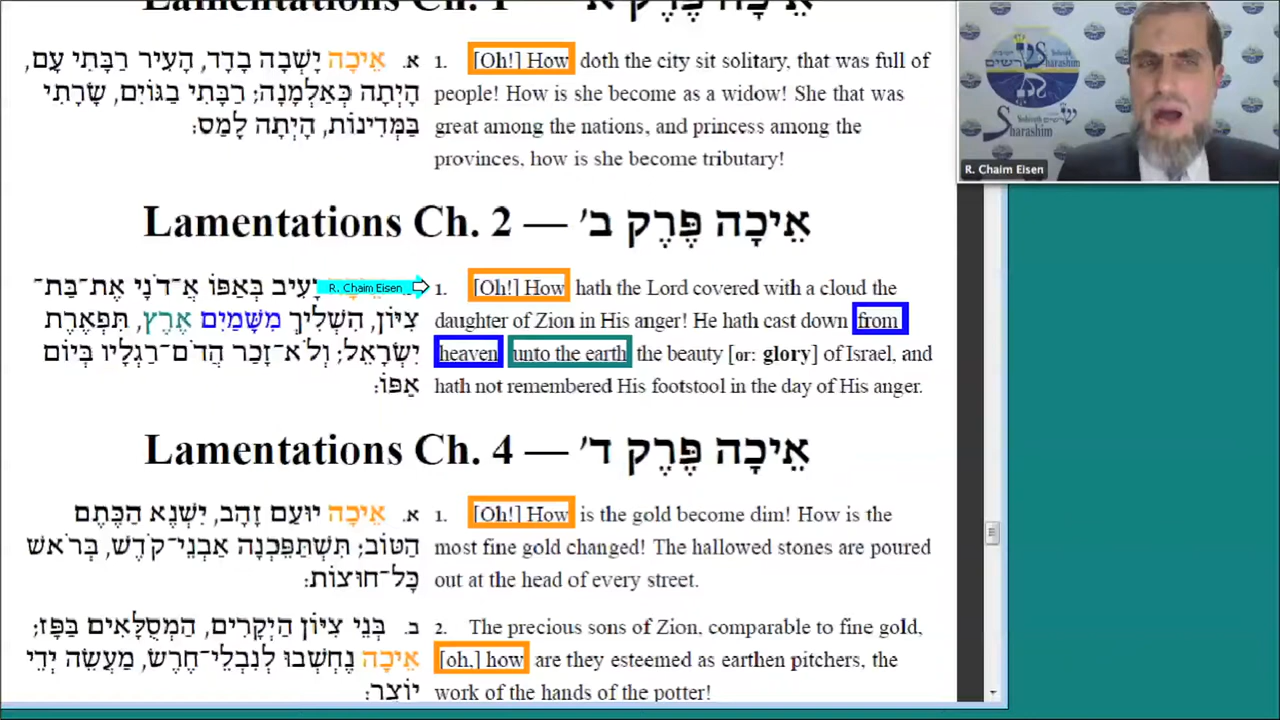 Lamentations Ch. 1 — אֵיכָה פֶּרֶק א׳
א. אֵיכָה יָשְׁבָה בָדָד, הָעִיר רַבָּתִי עָם,
הָיְתָה כְּאַלְמָנָה; רַבָּתִי בַגּוֹיִם, שָׂרָתִי
בַּמְּדִינוֹת, הָיְתָה לָמַס:
1. [Oh!] How doth the city sit solitary, that was full of
people! How is she become as a widow! She that was
great among the nations, and princess among the
provinces, how is she become tributary!
Lamentations Ch. 2 — אֵיכָה פֶּרֶק ב׳
יָעִיב בְּאַפּוֹ אֲ־דֹנָי אֶת־בַּת־
צִיּוֹן, הִשְׁלִיךְ מִשָּׁמַיִם אֶרֶץ, תִּפְאֶרֶת
יִשְׂרָאֵל; וְלֹא־זָכַר הֲדֹם־רַגְלָיו בְּיוֹם
אַפּוֹ:
R. Chaim Eisen
1. [Oh!] How hath the Lord covered with a cloud the
daughter of Zion in His anger! He hath cast down from
heaven unto the earth the beauty [or: glory] of Israel, and
hath not remembered His footstool in the day of His anger.
Lamentations Ch. 4 — אֵיכָה פֶּרֶק ד׳
א. אֵיכָה יוּעַם זָהָב, יִשְׁנֶא הַכֶּתֶם
הַטּוֹב; תִּשְׁתַּפֵּכְנָה אַבְנֵי־קֹדֶשׁ, בְּרֹאשׁ
כָּל־חוּצוֹת:
1. [Oh!] How is the gold become dim! How is the
most fine gold changed! The hallowed stones are poured
out at the head of every street.
ב. בְּנֵי צִיּוֹן הַיְקָרִים, הַמְסֻלָּאִים בַּפָּז;
אֵיכָה נֶחְשְׁבוּ לְנִבְלֵי־חֶרֶשׂ, מַעֲשֵׂה יְדֵי
יוֹצֵר:
2. The precious sons of Zion, comparable to fine gold,
[oh,] how are they esteemed as earthen pitchers, the
work of the hands of the potter!
Sharashim
R. Chaim Eisen